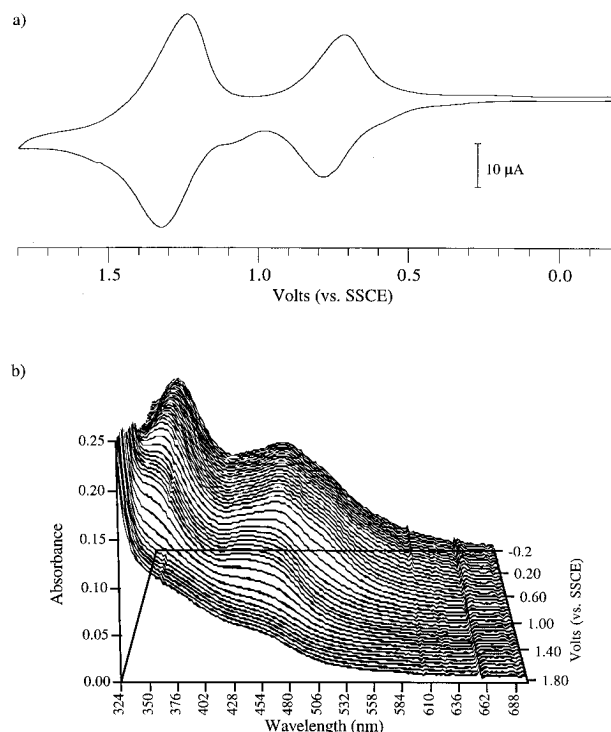 a)
10 µA
1.5 1.0 0.5 0.0
Volts (vs. SSCE)
b)
0.25
0.20
0.15
0.10
0.05
0.00
Absorbance
324 350 376 402 428 454 480 506 532 558 584 610 636 662 688
Wavelength (nm)
-0.2
0.20
0.60
1.00
1.40
1.80
Volts (vs. SSCE)